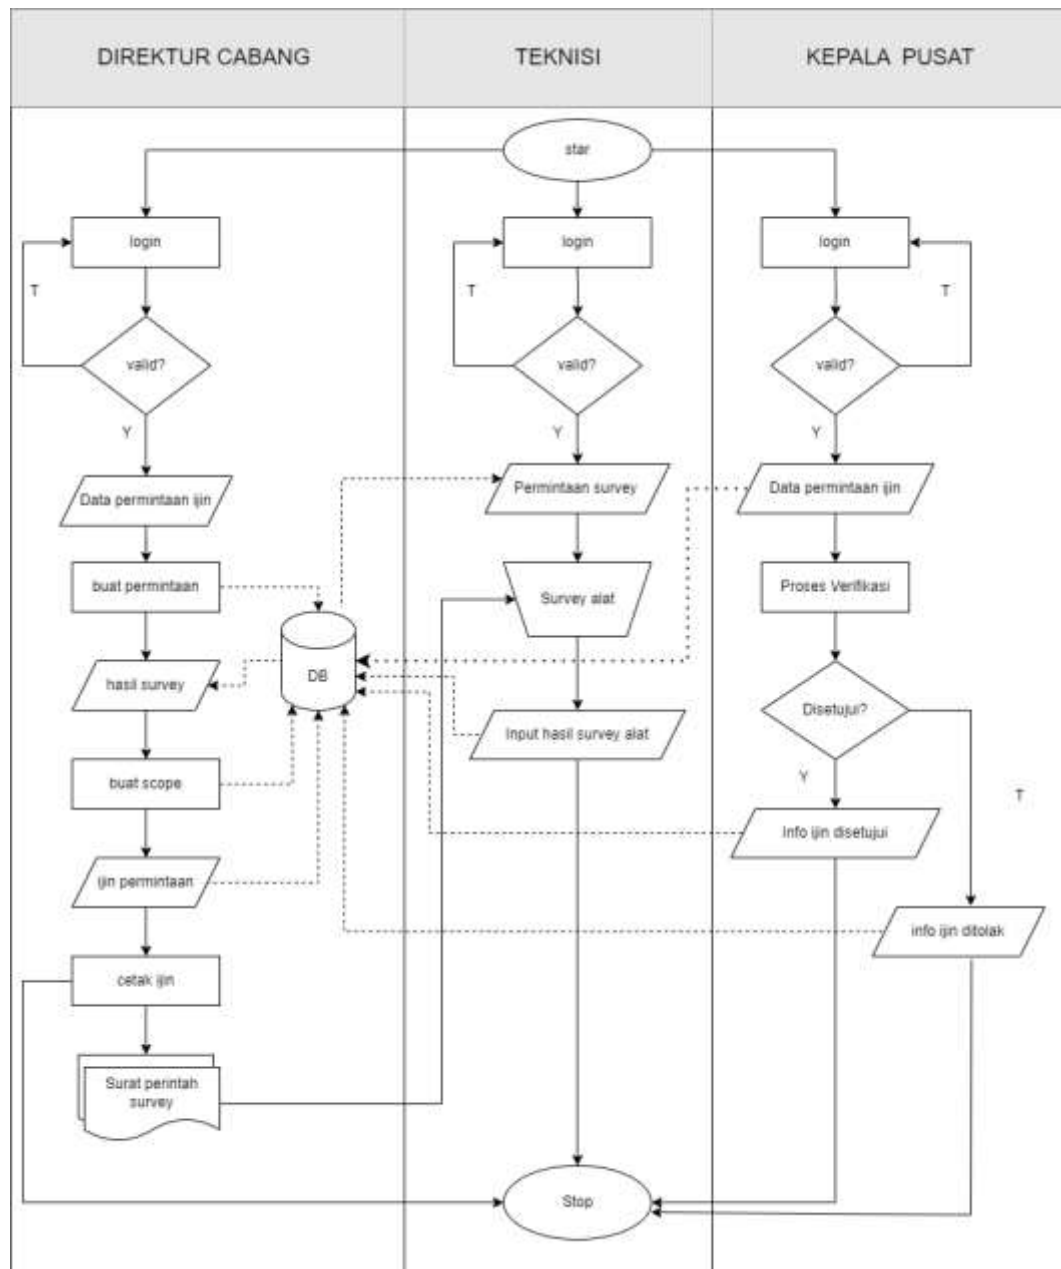 DIREKTUR CABANG
TEKNISI
KEPALA PUSAT
star
login
login
login
T
T
T
valid?
valid?
valid?
Y
Y
Y
Data permintaan ijin
Permintaan survey
Data permintaan ijin
buat permintaan
Survey alat
Proses Verifikasi
hasil survey
DB
Disetujui?
Input hasil survey alat
buat scope
Y
T
Info ijin disetujui
ijin permintaan
info ijin ditolak
cetak ijin
Surat perintah
survey
Stop